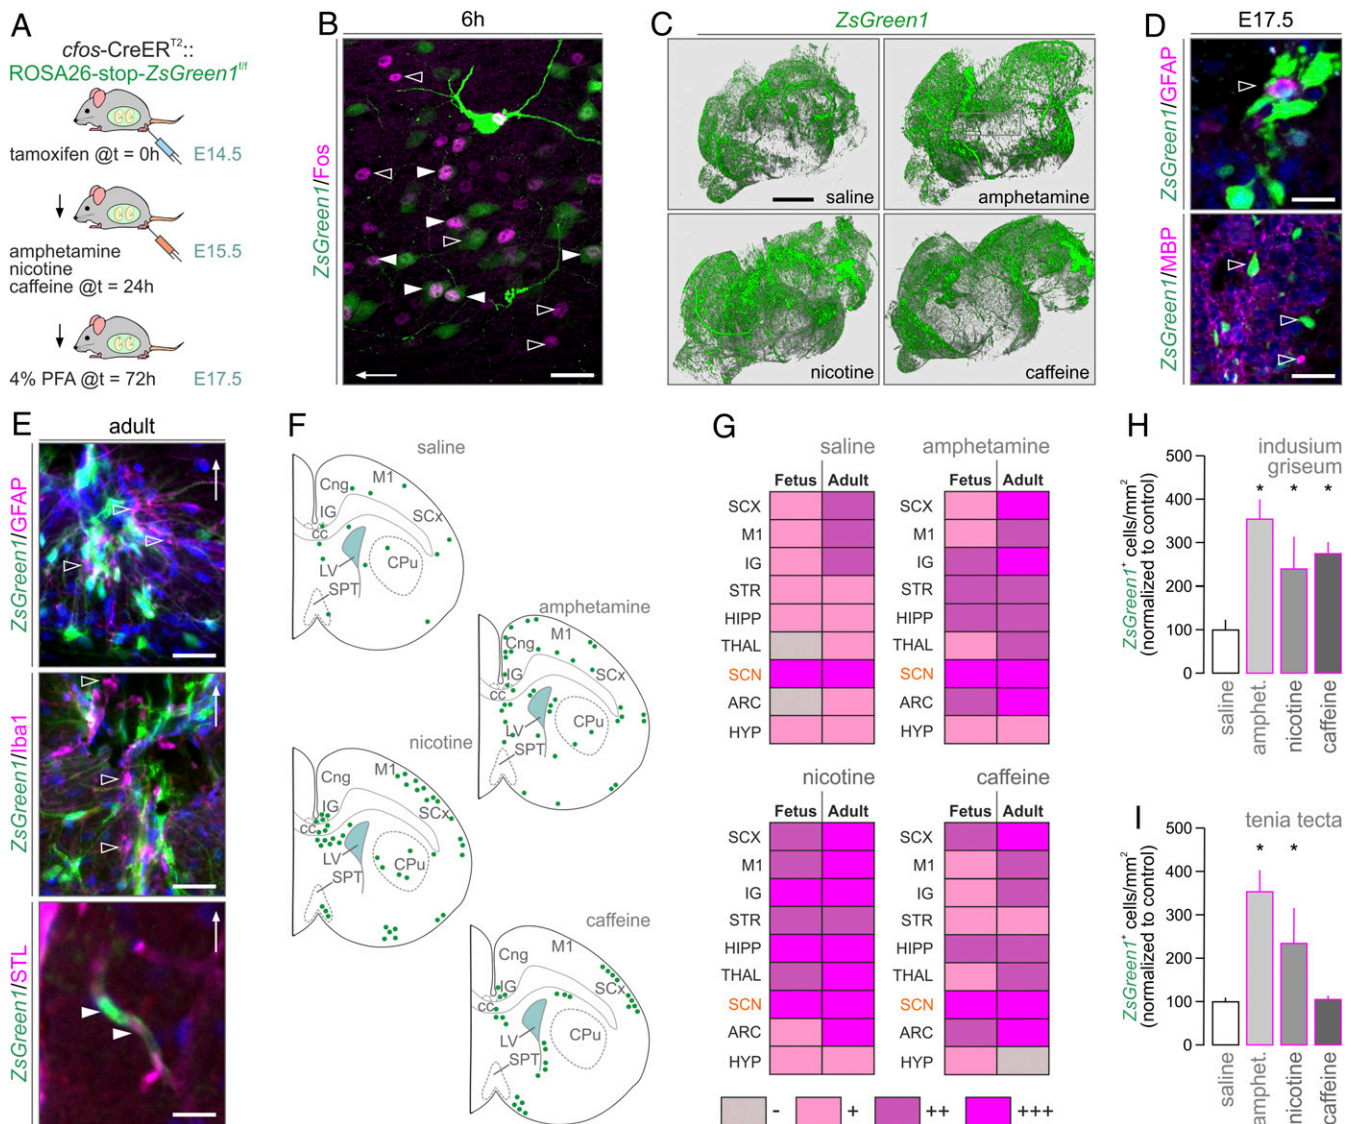 A
cfos-CreERT2::
ROSA26-stop-ZsGreen1f/f
tamoxifen @t = 0h
E14.5
amphetamine
nicotine
caffeine @t = 24h
E15.5
4% PFA @t = 72h
E17.5
B
6h
ZsGreen1/Fos
C
ZsGreen1
saline
amphetamine
nicotine
caffeine
D
E17.5
ZsGreen1/GFAP
ZsGreen1/MBP
E
adult
ZsGreen1/GFAP
ZsGreen1/Iba1
ZsGreen1/STL
F
saline
Cng
M1
IG
SCx
cc
CPu
LV
SPT
amphetamine
Cng
M1
IG
SCx
cc
CPu
LV
SPT
nicotine
Cng
M1
IG
SCx
cc
CPu
LV
SPT
caffeine
Cng
M1
IG
SCx
cc
CPu
LV
SPT
G
saline
Fetus Adult
SCX
M1
IG
STR
HIPP
THAL
SCN
ARC
HYP
amphetamine
Fetus Adult
SCX
M1
IG
STR
HIPP
THAL
SCN
ARC
HYP
nicotine
Fetus Adult
SCX
M1
IG
STR
HIPP
THAL
SCN
ARC
HYP
caffeine
Fetus Adult
SCX
M1
IG
STR
HIPP
THAL
SCN
ARC
HYP
- + ++ +++
H
indusium
griseum
ZsGreen1+ cells/mm2
(normalized to control)
500
400
300
200
100
0
* * *
saline
amphet.
nicotine
caffeine
I
tenia tecta
ZsGreen1+ cells/mm2
(normalized to control)
500
400
300
200
100
0
* *
saline
amphet.
nicotine
caffeine